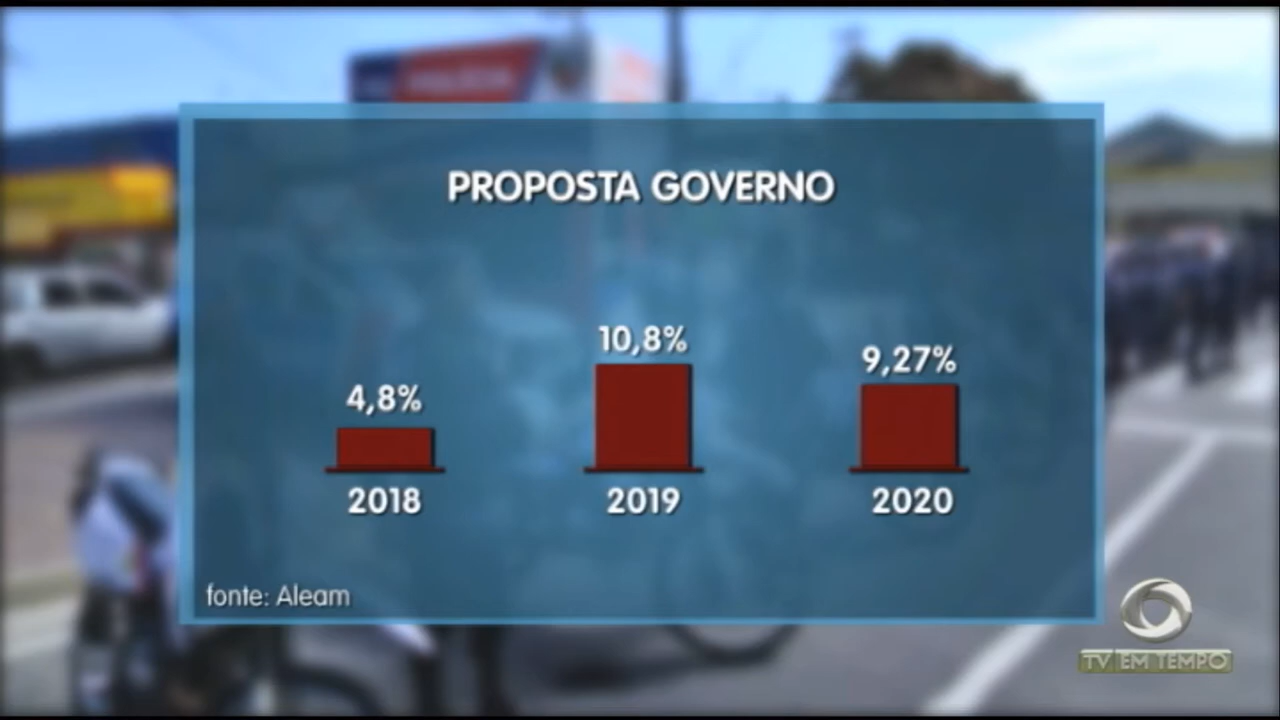 PROPOSTA GOVERNO
10,8%
9,27%
4,8%
2018
2019
2020
fonte: Aleam
TV EM TEMPO